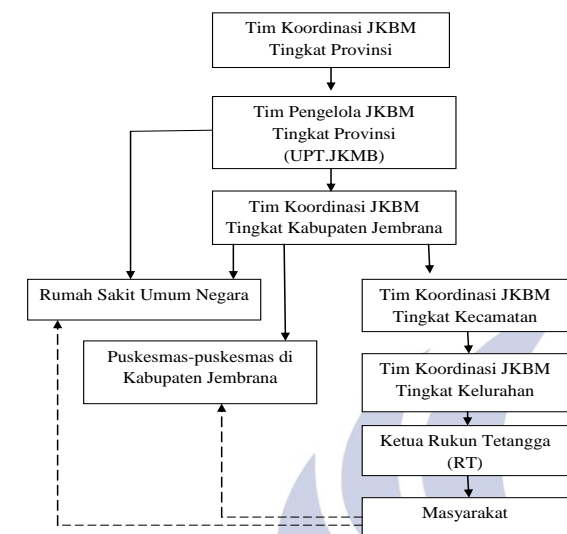 Tim Koordinasi JKBM
Tingkat Provinsi
Tim Pengelola JKBM
Tingkat Provinsi
(UPT.JKMB)
Tim Koordinasi JKBM
Tingkat Kabupaten Jembrana
Rumah Sakit Umum Negara
Tim Koordinasi JKBM
Tingkat Kecamatan
Puskesmas-puskesmas di
Kabupaten Jembrana
Tim Koordinasi JKBM
Tingkat Kelurahan
Ketua Rukun Tetangga
(RT)
Masyarakat